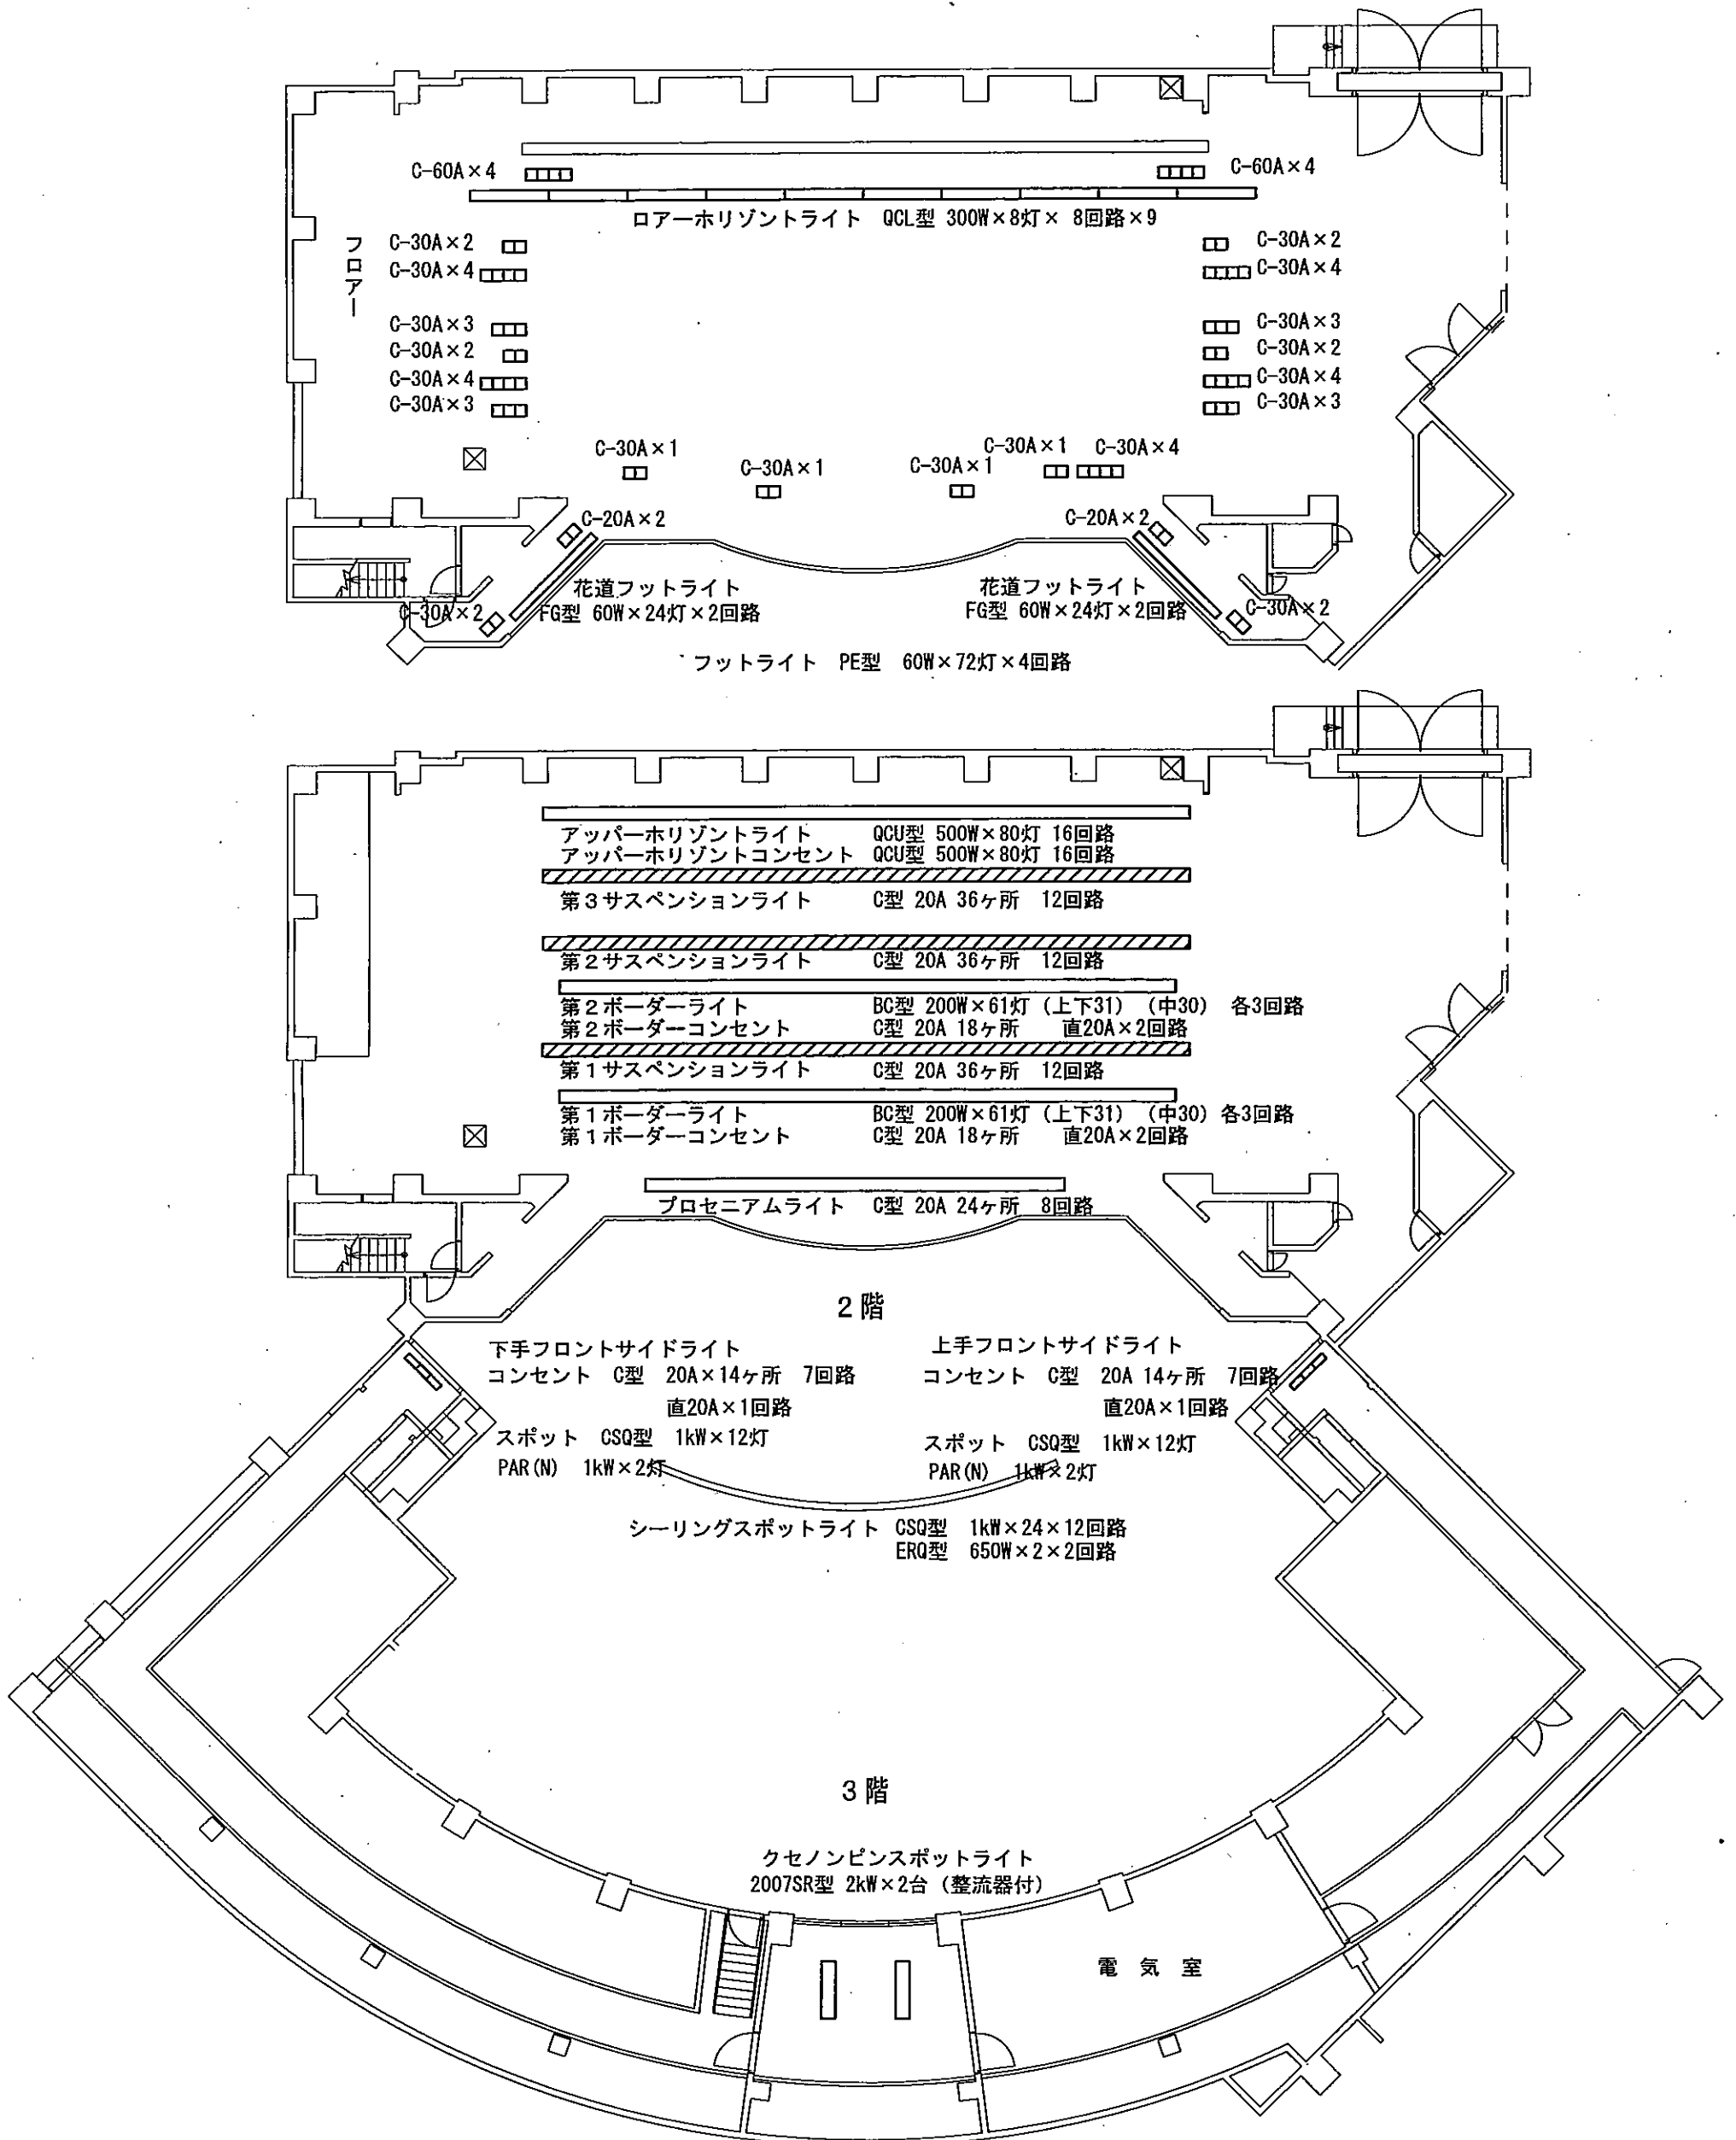 C-60A×4
C-60A×4
ロアーホリゾントライト QCL型 300W×8灯× 8回路×9
フロアー
C-30A×2
C-30A×2
C-30A×4
C-30A×4
C-30A×3
C-30A×3
C-30A×2
C-30A×2
C-30A×4
C-30A×4
C-30A×3
C-30A×3
C-30A×1
C-30A×1
C-30A×1
C-30A×1
C-30A×4
C-20A×2
C-20A×2
花道フットライト
FG型 60W×24灯×2回路
花道フットライト
FG型 60W×24灯×2回路
C-30A×2
C-30A×2
フットライト PE型 60W×72灯×4回路
アッパーホリゾントライト QCU型 500W×80灯 16回路
アッパーホリゾントコンセント QCU型 500W×80灯 16回路
第3サスペンションライト C型 20A 36ヶ所 12回路
第2サスペンションライト C型 20A 36ヶ所 12回路
第2ボーダーライト BC型 200W×61灯 (上下31) (中30) 各3回路
第2ボーダーコンセント C型 20A 18ヶ所 直20A×2回路
第1サスペンションライト C型 20A 36ヶ所 12回路
第1ボーダーライト BC型 200W×61灯 (上下31) (中30) 各3回路
第1ボーダーコンセント C型 20A 18ヶ所 直20A×2回路
プロセニアムライト C型 20A 24ヶ所 8回路
2階
下手フロントサイドライト
コンセント C型 20A×14ヶ所 7回路
直20A×1回路
スポット CSQ型 1kW×12灯
PAR(N) 1kW×2灯
上手フロントサイドライト
コンセント C型 20A 14ヶ所 7回路
直20A×1回路
スポット CSQ型 1kW×12灯
PAR(N) 1kW×2灯
シーリングスポットライト CSQ型 1kW×24×12回路
ERQ型 650W×2×2回路
3階
クセノンピンスポットライト
2007SR型 2kW×2台 (整流器付)
電気室